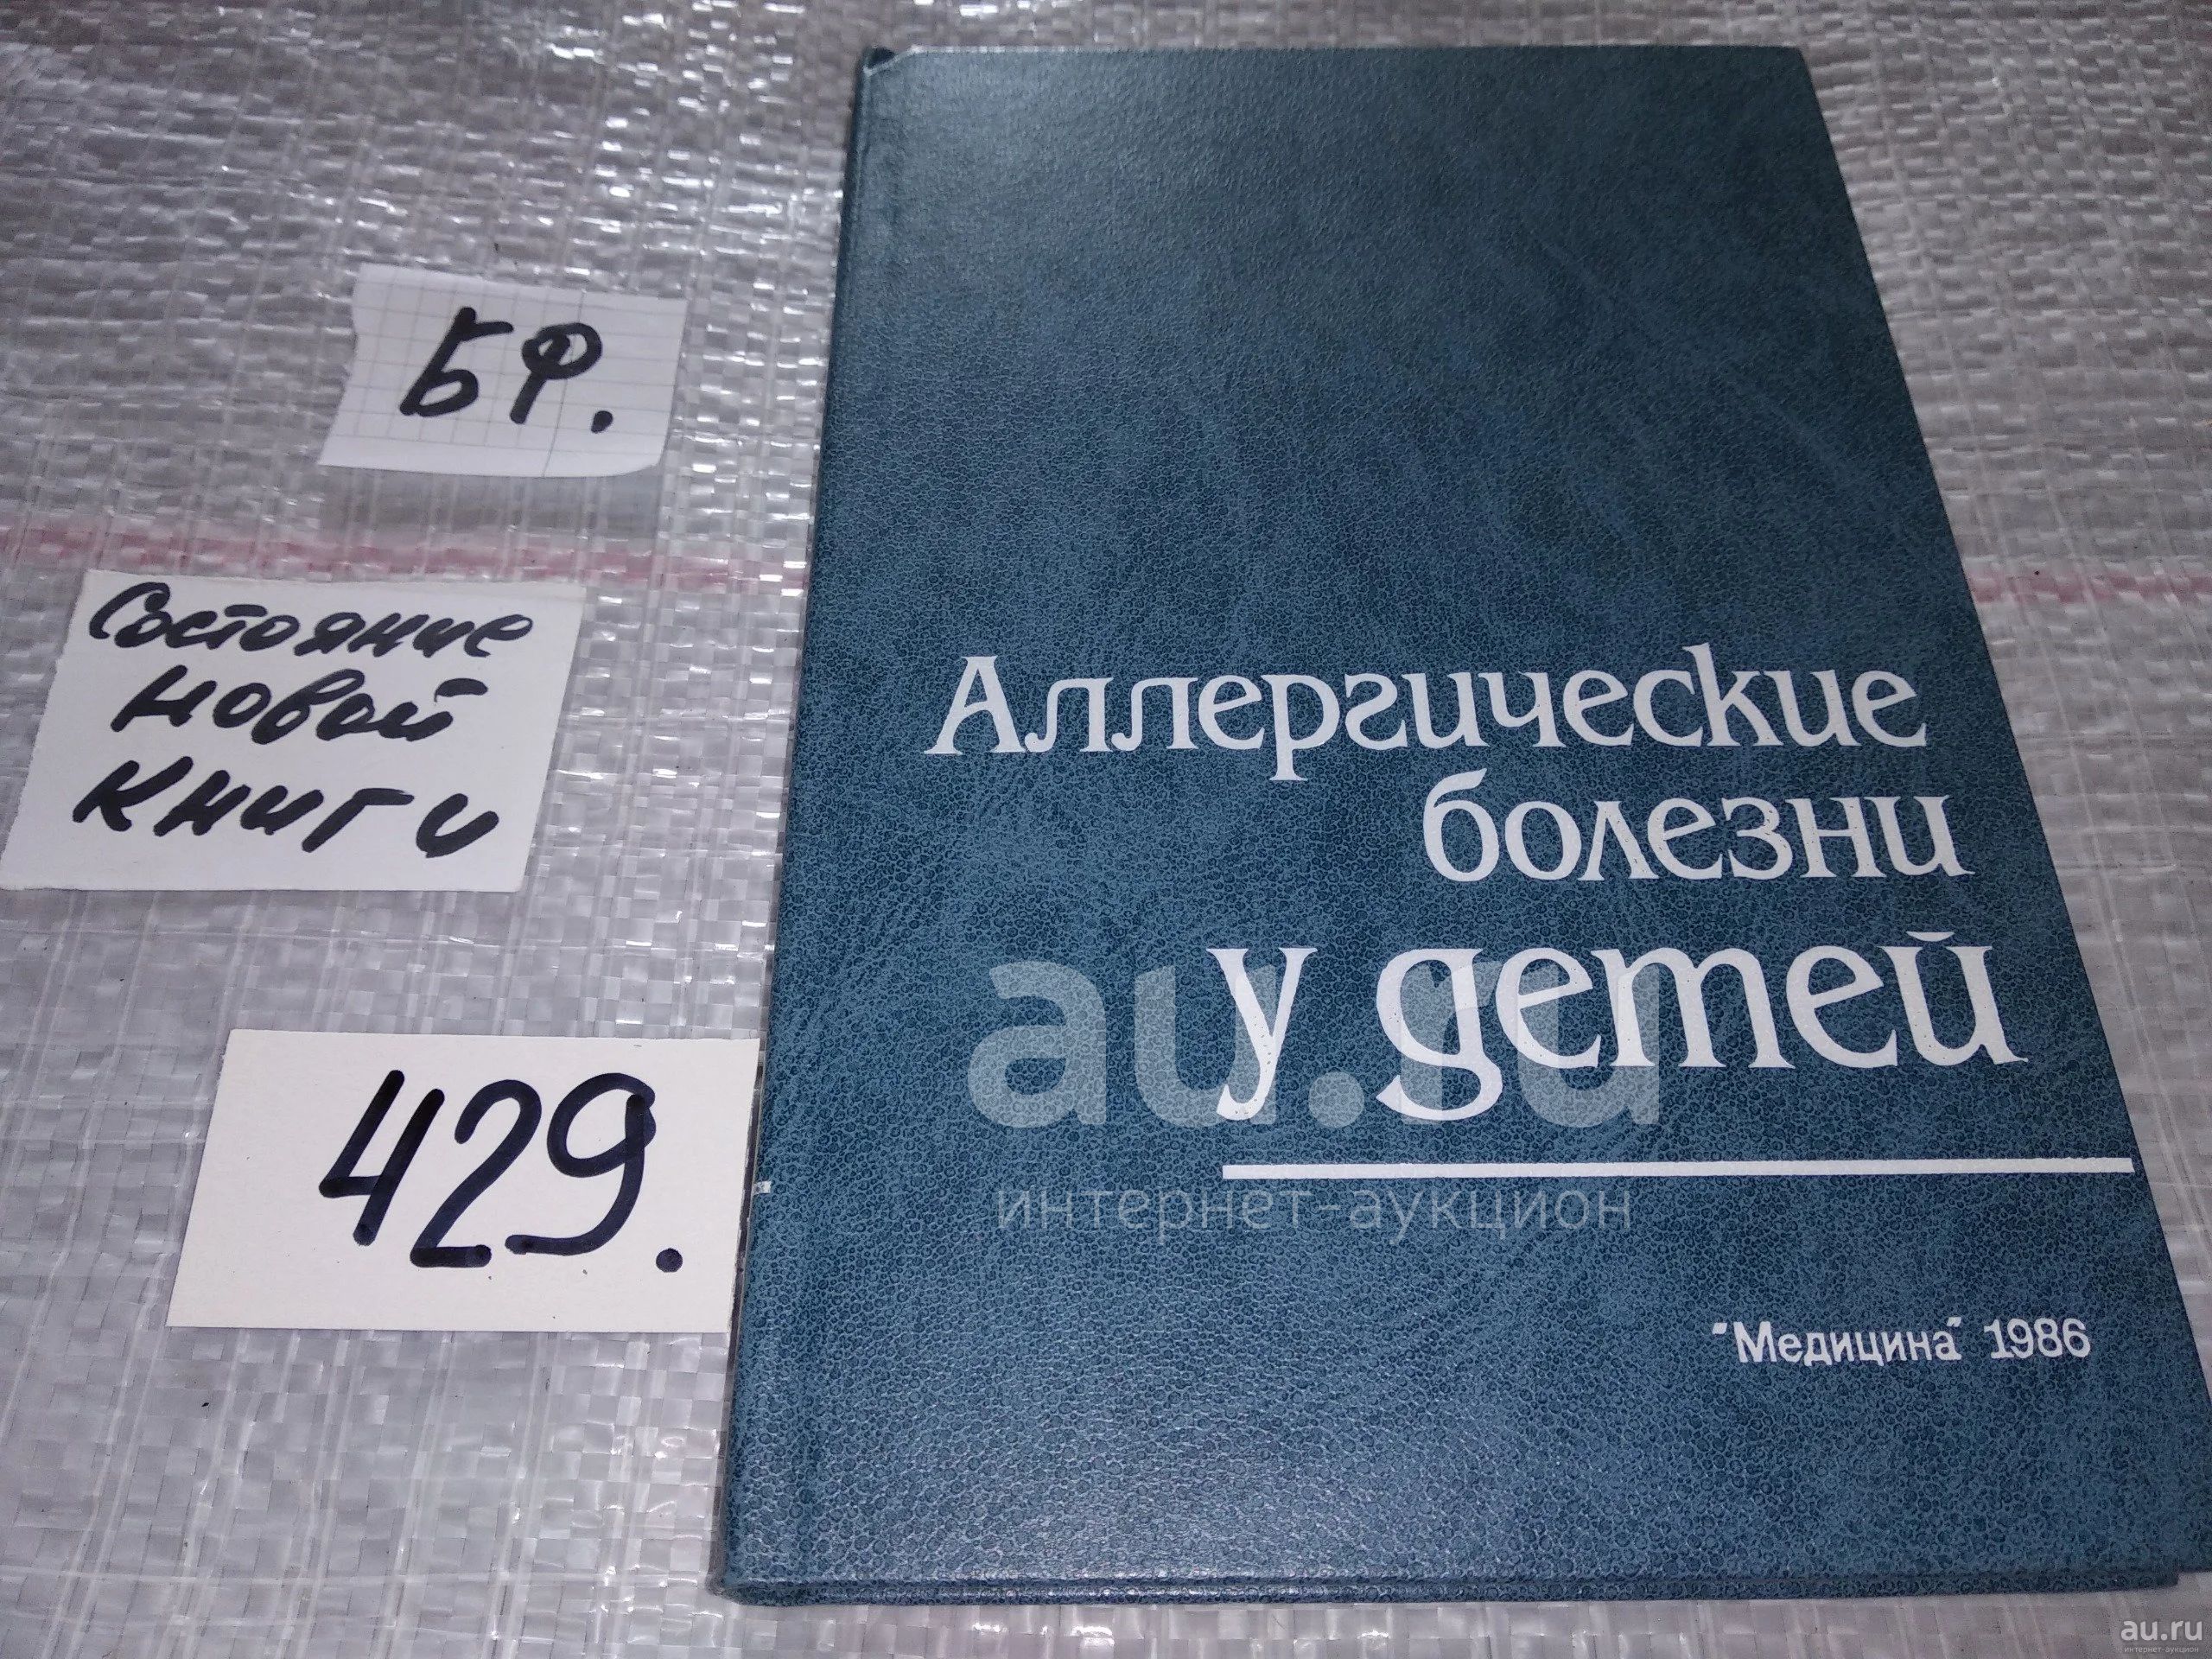 БФ.
Состояние
новой
книги
429.
Аллергические
болезни
у детей
"Медицина" 1986
au.ru
интернет-аукцион
au.ru
интернет-аукцион